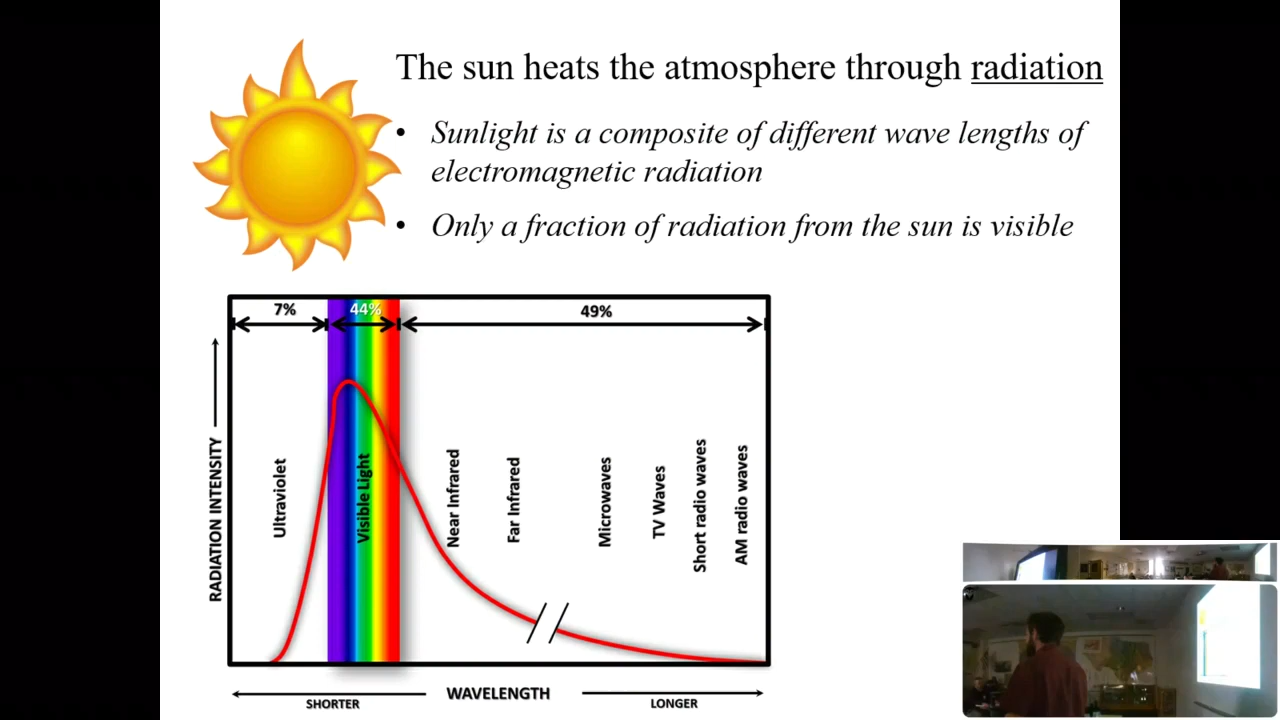 The sun heats the atmosphere through radiation
• Sunlight is a composite of different wave lengths of
electromagnetic radiation
• Only a fraction of radiation from the sun is visible
7%
44%
49%
RADIATION INTENSITY
Ultraviolet
Visible Light
Near Infrared
Far Infrared
Microwaves
TV Waves
Short radio waves
AM radio waves
WAVELENGTH
SHORTER
LONGER